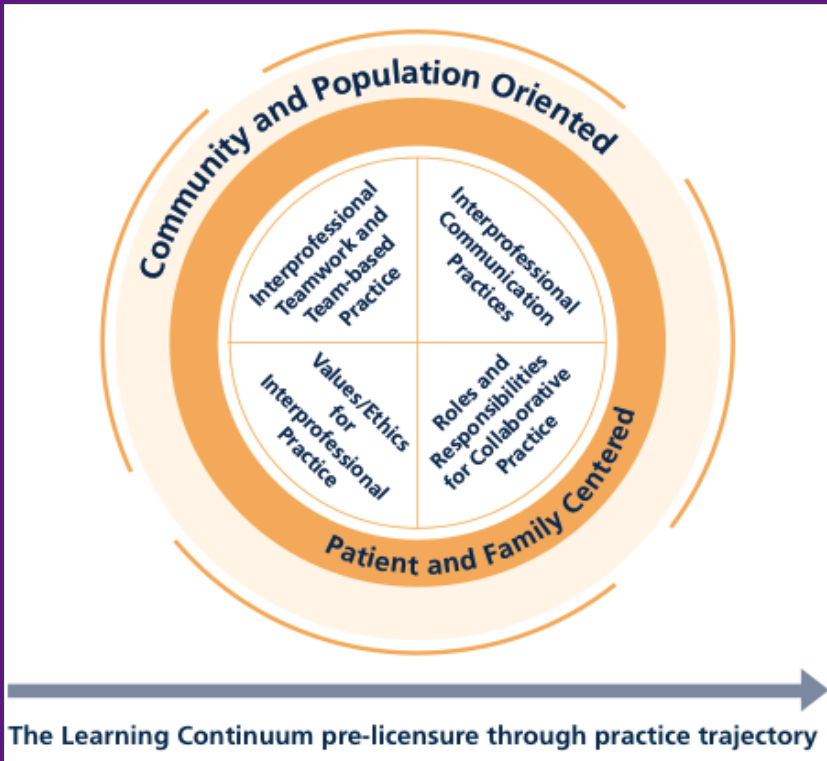 Community and Population Oriented
Interprofessional
Teamwork and
Team-based
Practice
Interprofessional
Communication
Practices
Values/Ethics
for
Interprofessional
Practice
Roles and
Responsibilities
for Collaborative
Practice
Patient and Family Centered
The Learning Continuum pre-licensure through practice trajectory